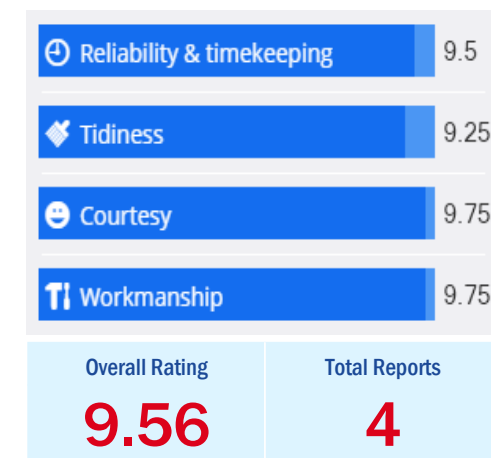 Reliability & timekeeping 9.5
Tidiness 9.25
Courtesy 9.75
Workmanship 9.75
Overall Rating Total Reports
9.56 4